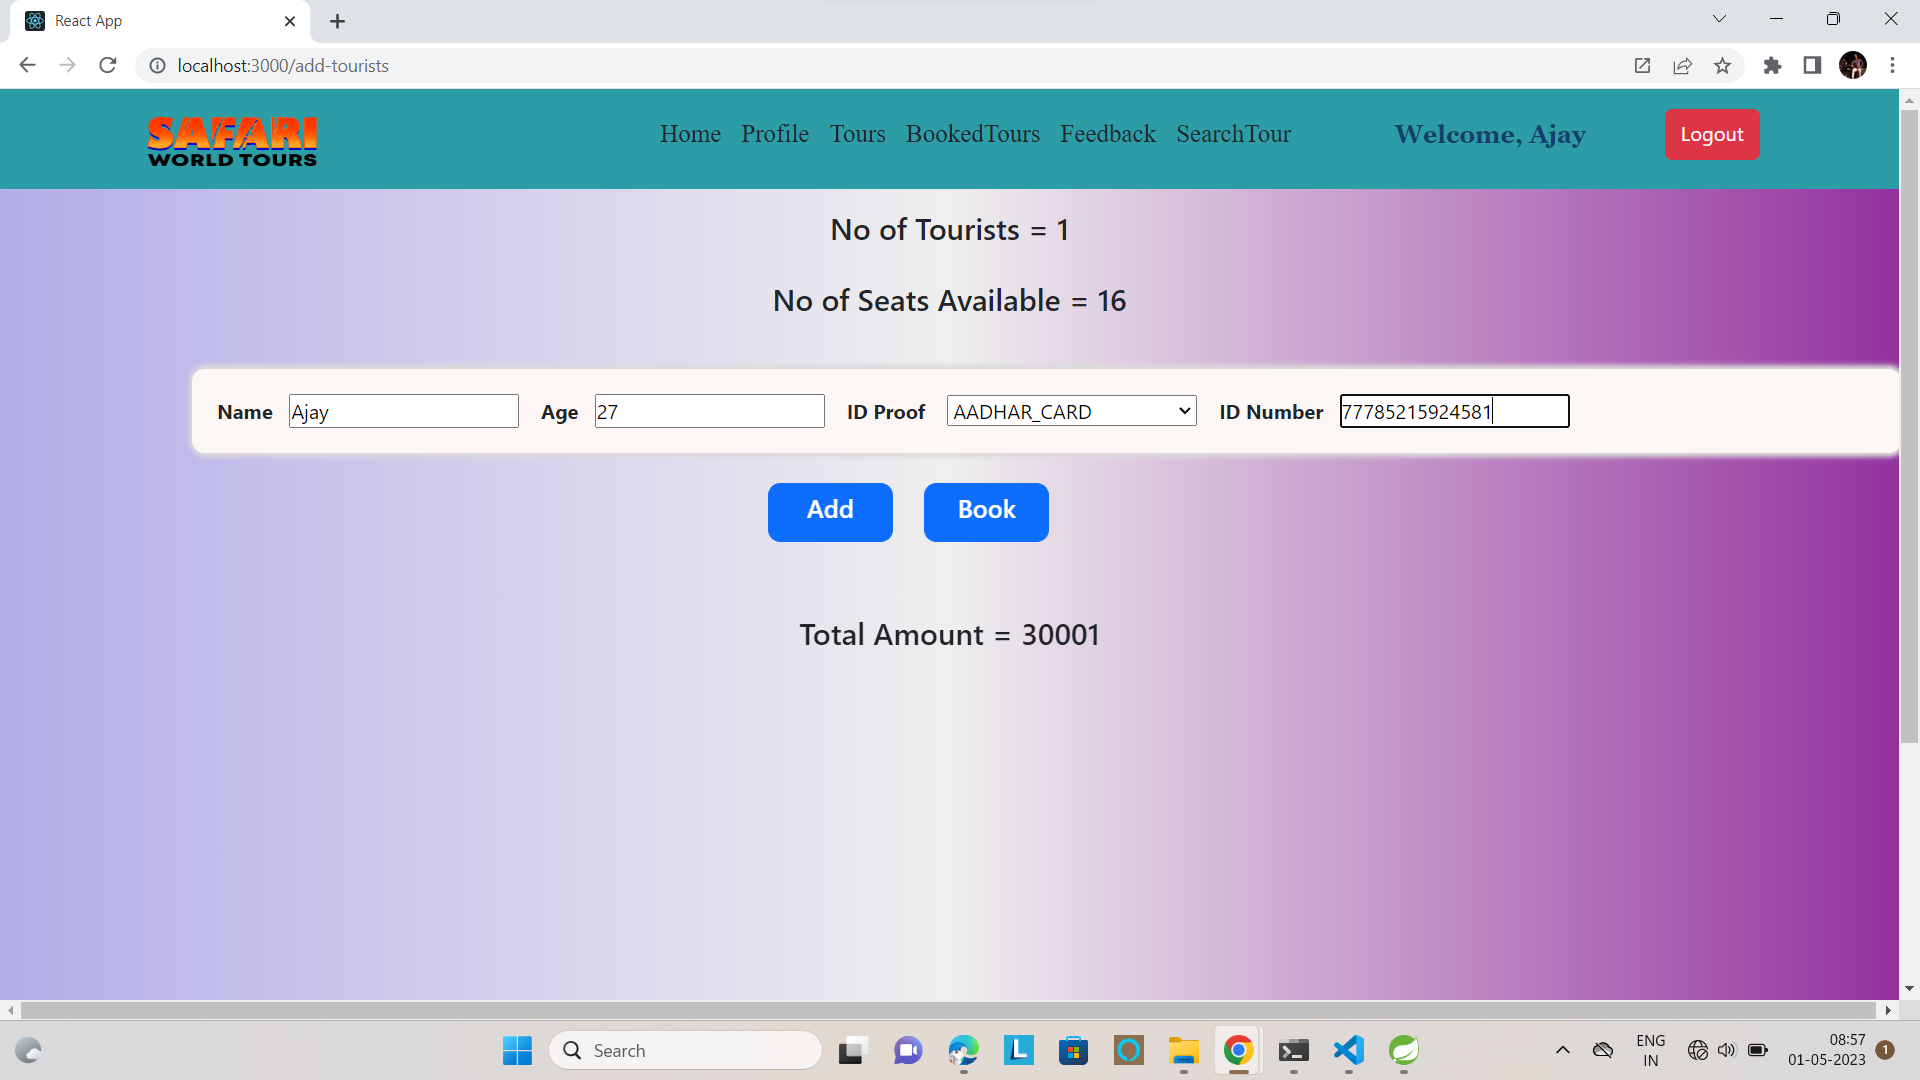 React App
localhost:3000/add-tourists
SAFARI
WORLD TOURS
Home Profile Tours BookedTours Feedback SearchTour
Welcome, Ajay
Logout
No of Tourists = 1
No of Seats Available = 16
Name Ajay Age 27 ID Proof AADHAR_CARD ID Number 77785215924581
Add Book
Total Amount = 30001
Search
L
ENG
IN
08:57
01-05-2023
1